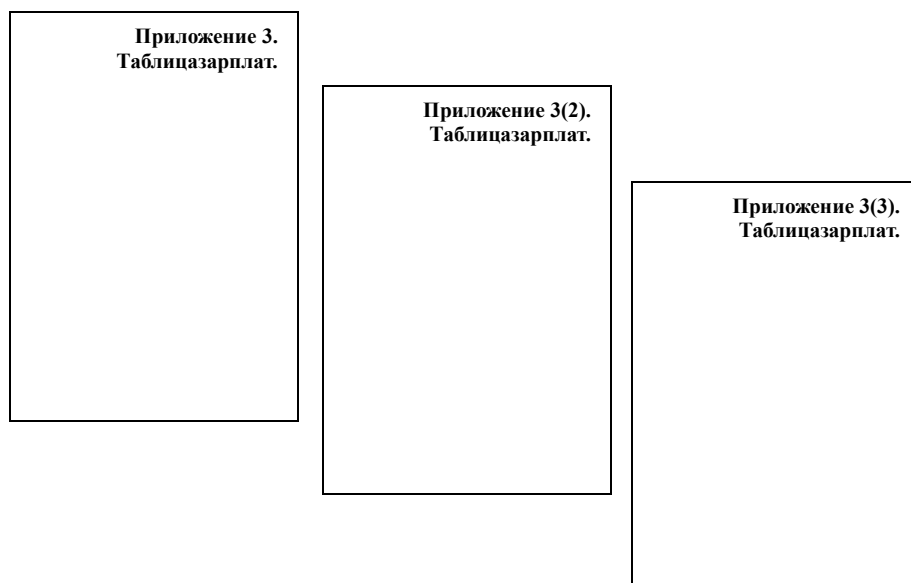 Приложение 3.
Таблицазарплат.
Приложение 3(2).
Таблицазарплат.
Приложение 3(3).
Таблицазарплат.